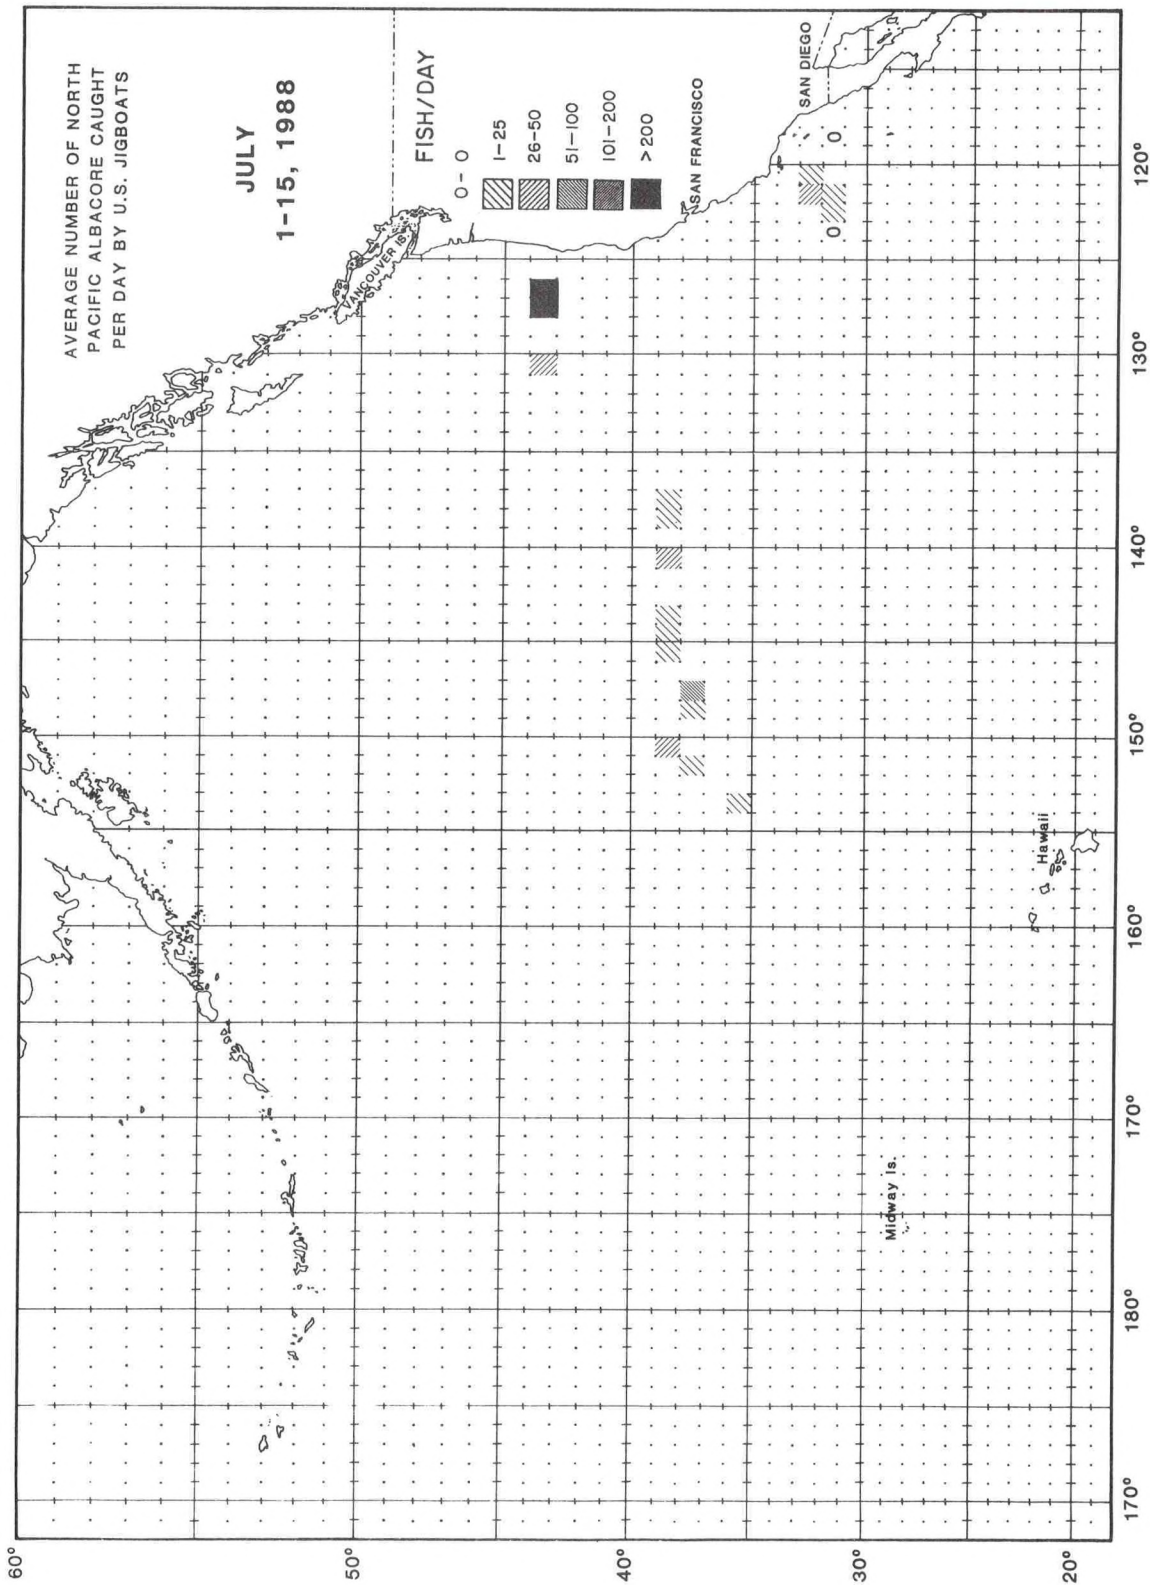 AVERAGE NUMBER OF NORTH
PACIFIC ALBACORE CAUGHT
PER DAY BY U.S. JIGBOATS
JULY
1-15, 1988
FISH/DAY
0 - 0
1-25
26-50
51-100
101-200
>200
VANCOUVER IS.
SAN FRANCISCO
SAN DIEGO
0
0
Hawaii
Midway Is.
60°
50°
40°
30°
20°
170°
180°
170°
160°
150°
140°
130°
120°